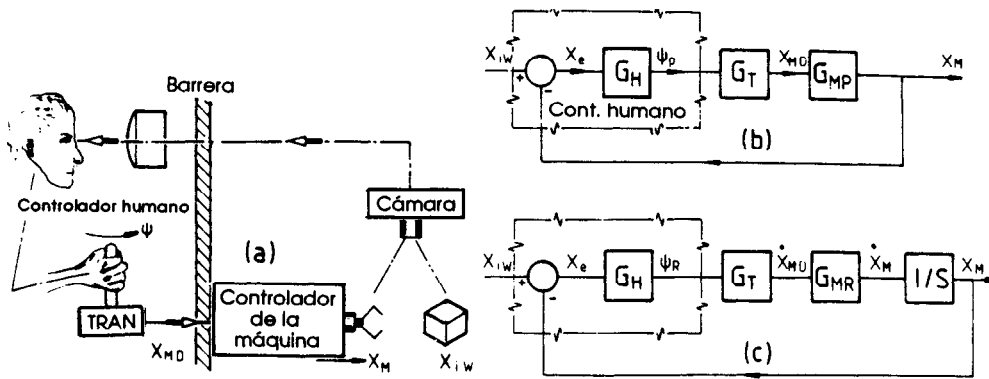 Barrera
Controlador humano
Ψ
(a)
Cámara
TRAN
Controlador
de la
máquina
X_MD
X_M
X_iW
X_iW
+
-
X_e
G_H
Ψ_P
G_T
X_MD
G_MP
X_M
Cont. humano
(b)
X_iW
+
-
X_e
G_H
Ψ_R
G_T
Ẋ_MD
G_MR
Ẋ_M
1/S
X_M
(c)